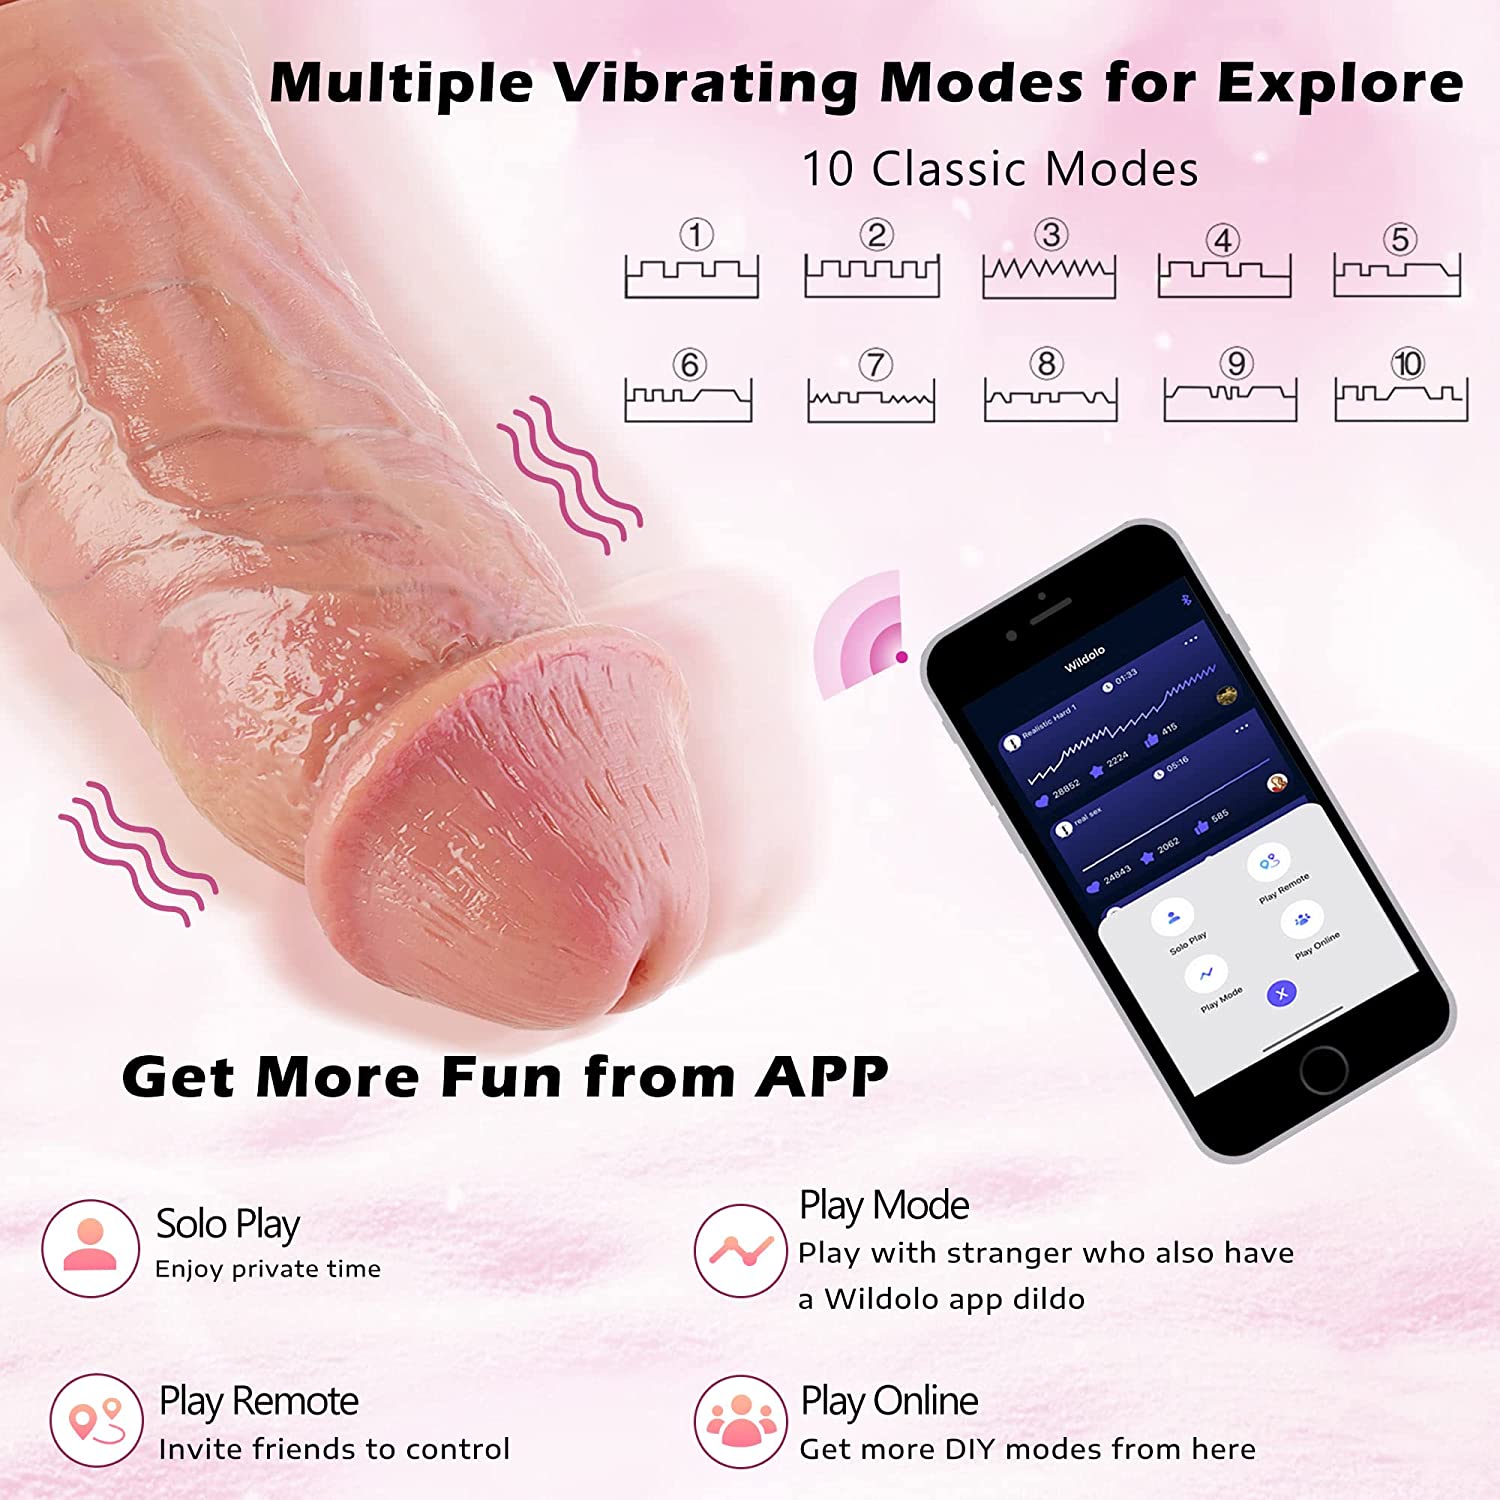 Multiple Vibrating Modes for Explore
10 Classic Modes
1 2 3 4 5
6 7 8 9 10
Wildolo
01:33
Realistic Hard 1
28852 2224 415
05:16
real sex
24843 2062 585
Play Remote
Solo Play
Play Online
Play Mode
X
Get More Fun from APP
Solo Play
Enjoy private time
Play Mode
Play with stranger who also have
a Wildolo app dildo
Play Remote
Invite friends to control
Play Online
Get more DIY modes from here